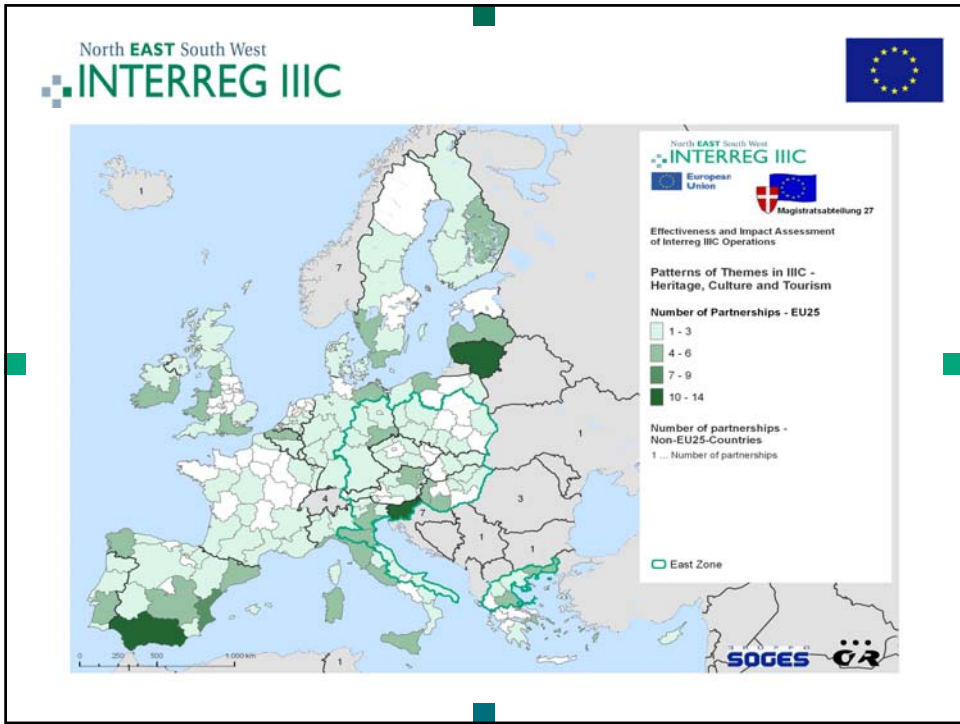 North EAST South West
INTERREG IIIC
North EAST South West
INTERREG IIIC
European
Union
Magistratsabteilung 27
Effectiveness and Impact Assessment
of Interreg IIIC Operations
Patterns of Themes in IIIC -
Heritage, Culture and Tourism
Number of Partnerships - EU25
1 - 3
4 - 6
7 - 9
10 - 14
Number of partnerships -
Non-EU25-Countries
1 ... Number of partnerships
East Zone
1
7
1
4
7
3
1
1
1
0 250 500 1.000 km
GRUPPO
SOGES
ÖIR